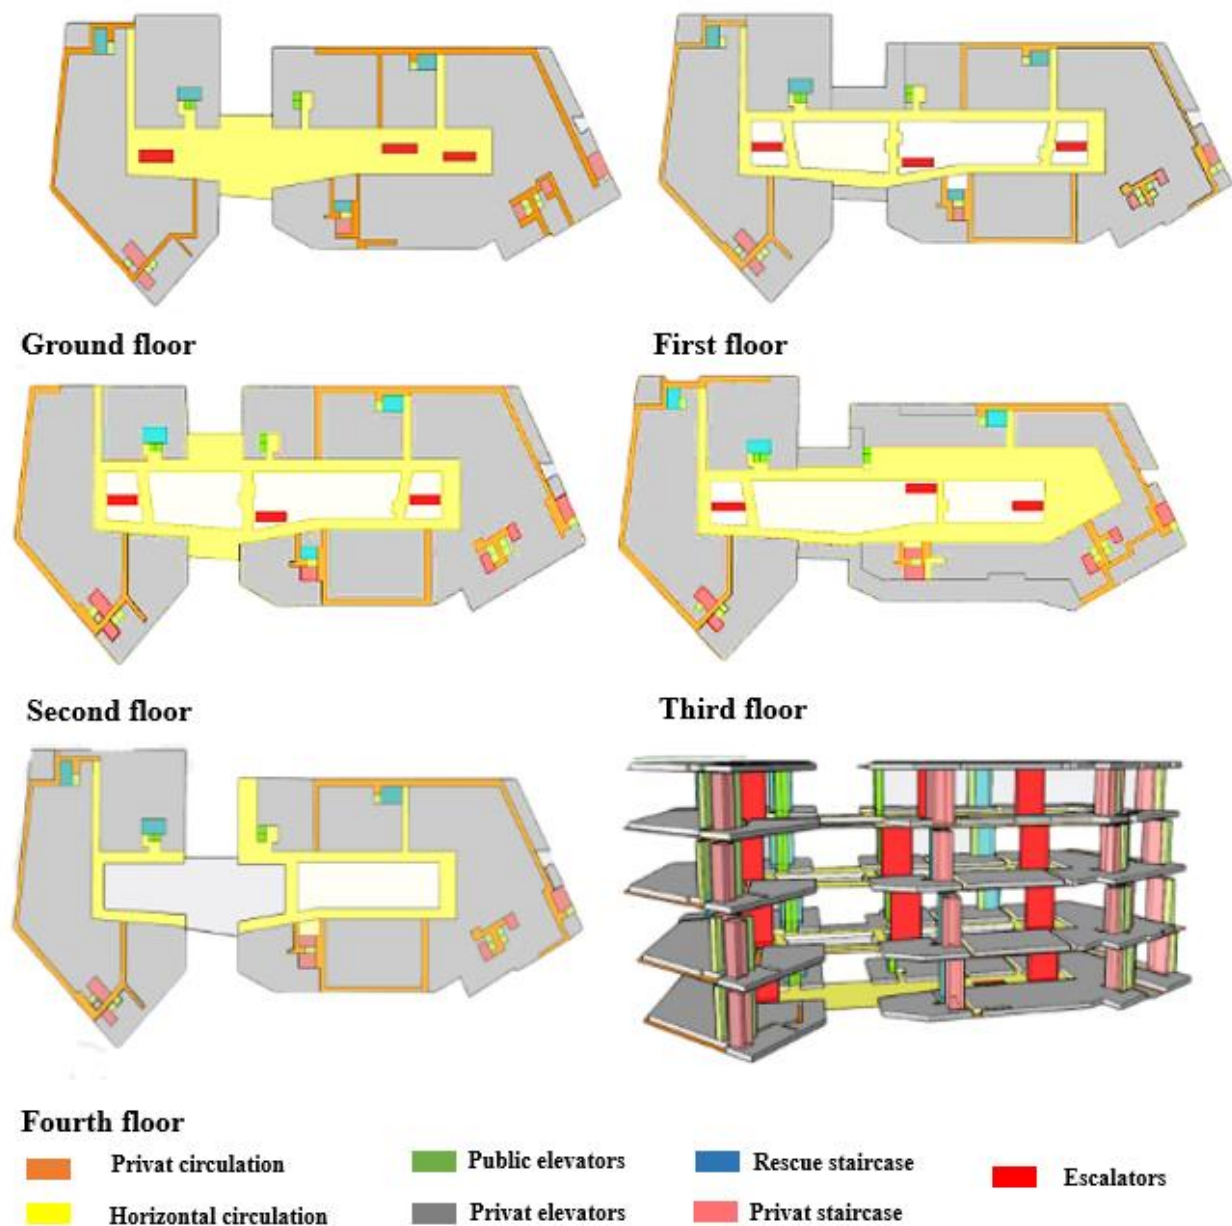 Ground floor
First floor
Second floor
Third floor
Fourth floor
Privat circulation
Public elevators
Rescue staircase
Escalators
Horizontal circulation
Privat elevators
Privat staircase